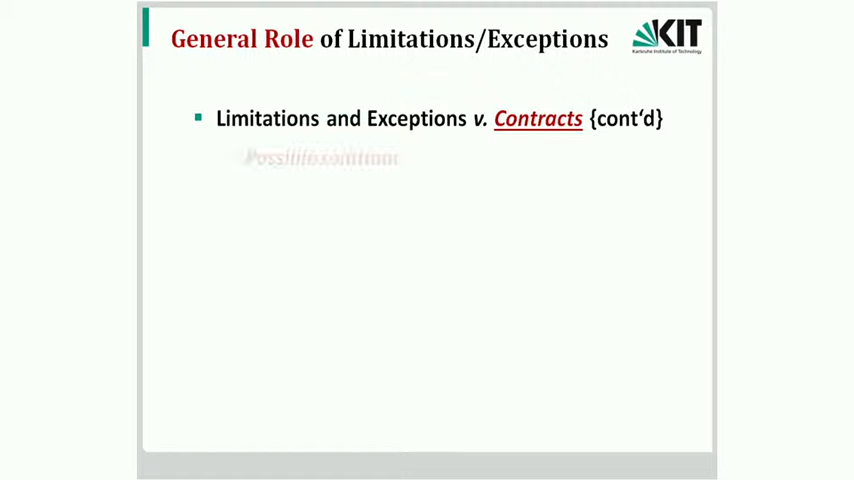 General Role of Limitations/Exceptions
KIT
Karlsruhe Institute of Technology
▪ Limitations and Exceptions v. Contracts {cont‘d}